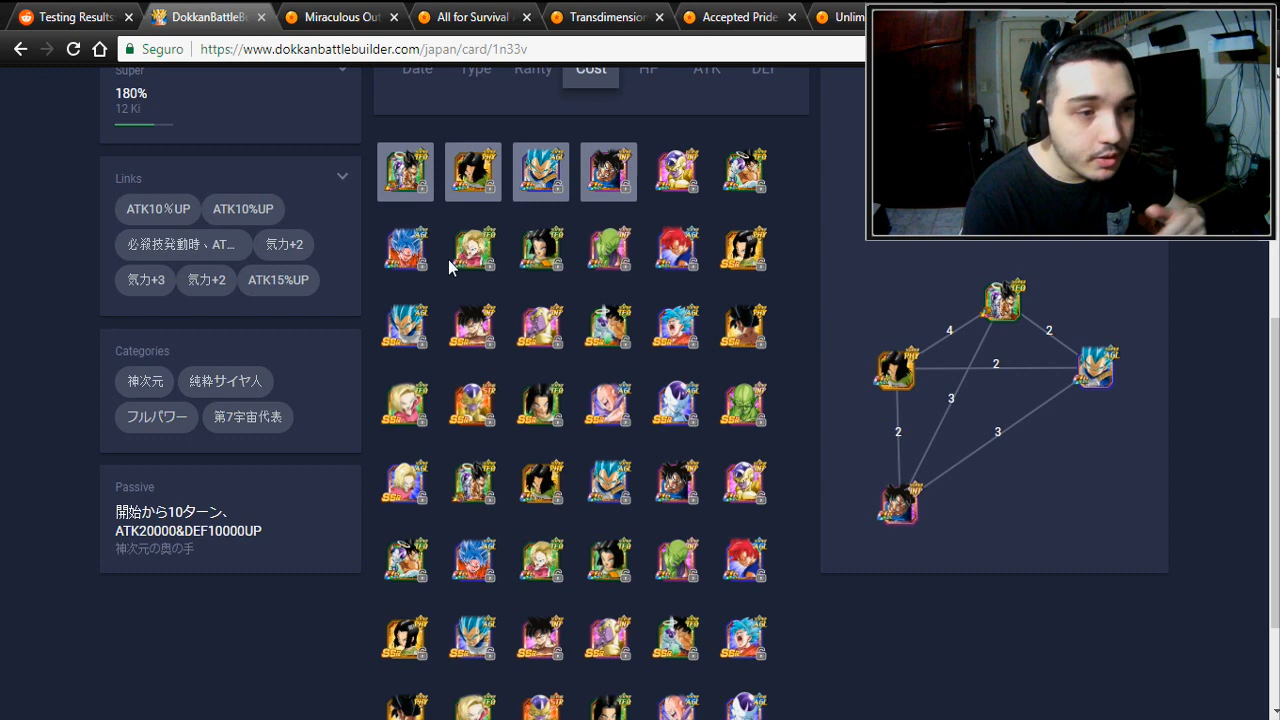 Testing Results:
DokkanBattleB
Miraculous Out
All for Survival
Transdimension
Accepted Pride
Unlim
Seguro
https://www.dokkanbattlebuilder.com/japan/card/1n33v
Super
180%
12 Ki
Date Type Rarity Cost HP ATK DEF
Links
ATK10％UP
ATK10%UP
必殺技発動時、AT...
気力+2
気力+3
気力+2
ATK15%UP
Categories
神次元
純粋サイヤ人
フルパワー
第7宇宙代表
Passive
開始から10ターン、
ATK20000&DEF10000UP
神次元の奥の手
4
2
2
3
2
3